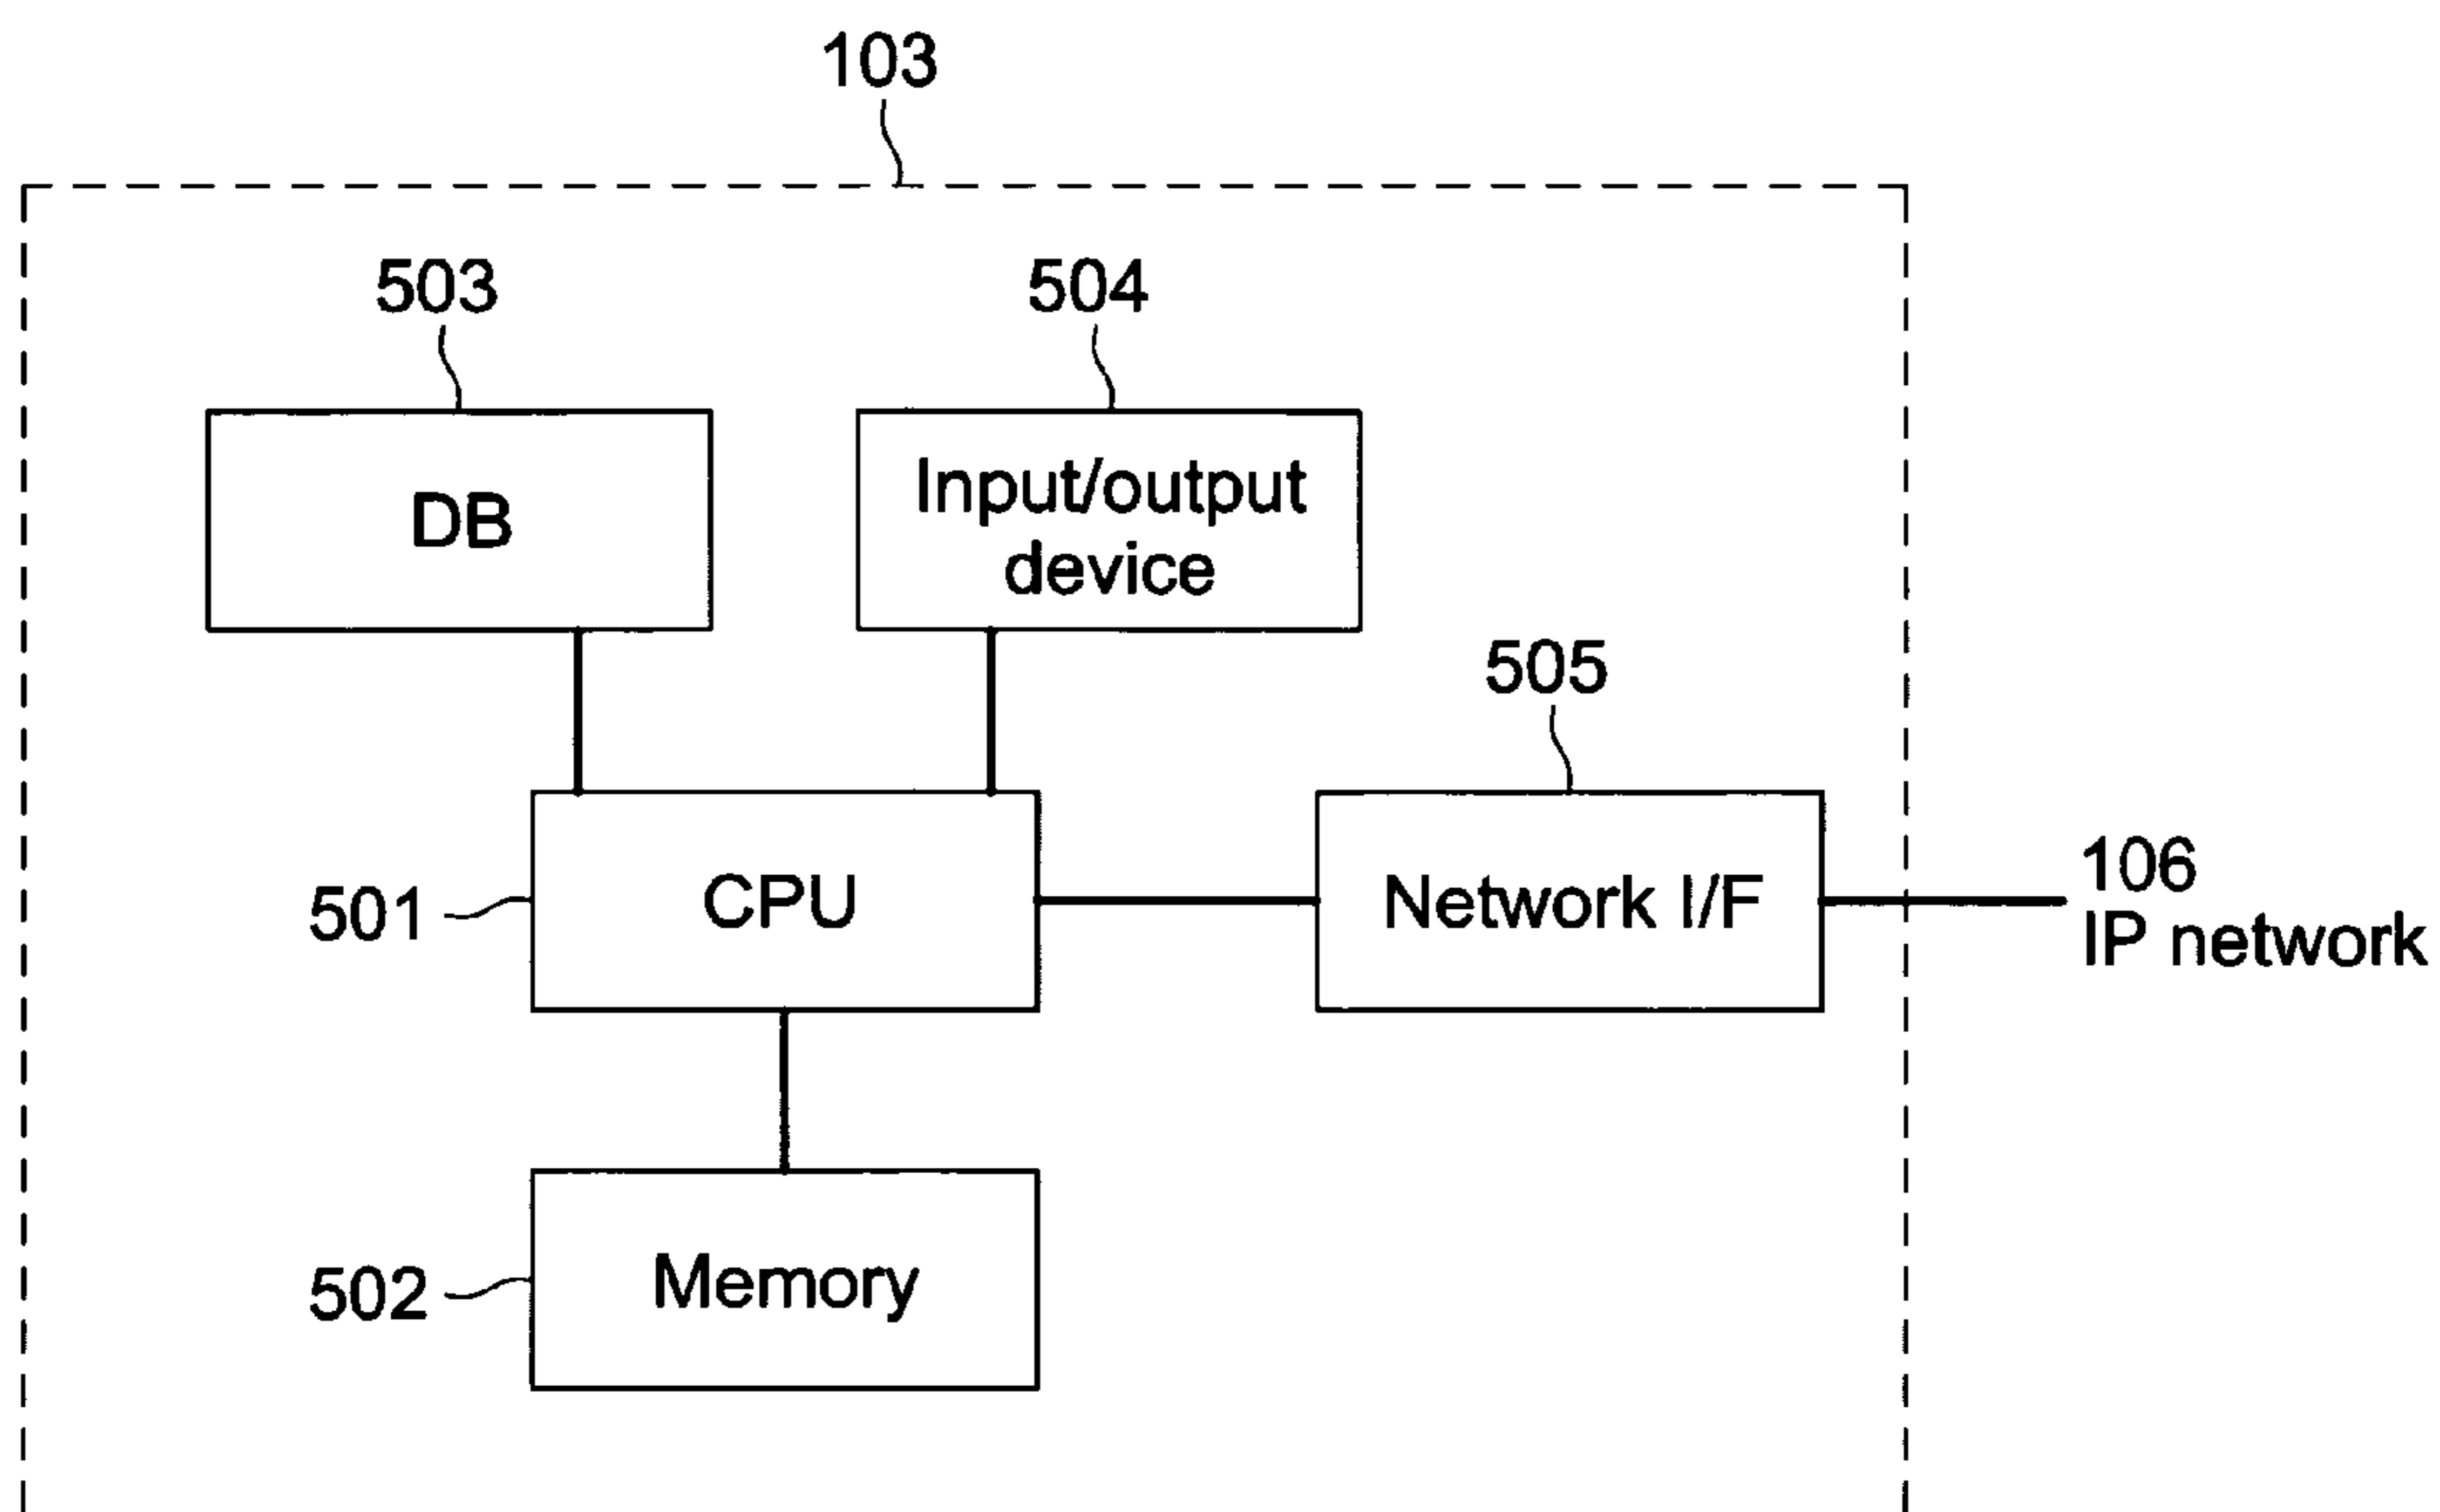 103
503
504
DB
Input/output
device
505
501
CPU
Network I/F
106
IP network
502
Memory